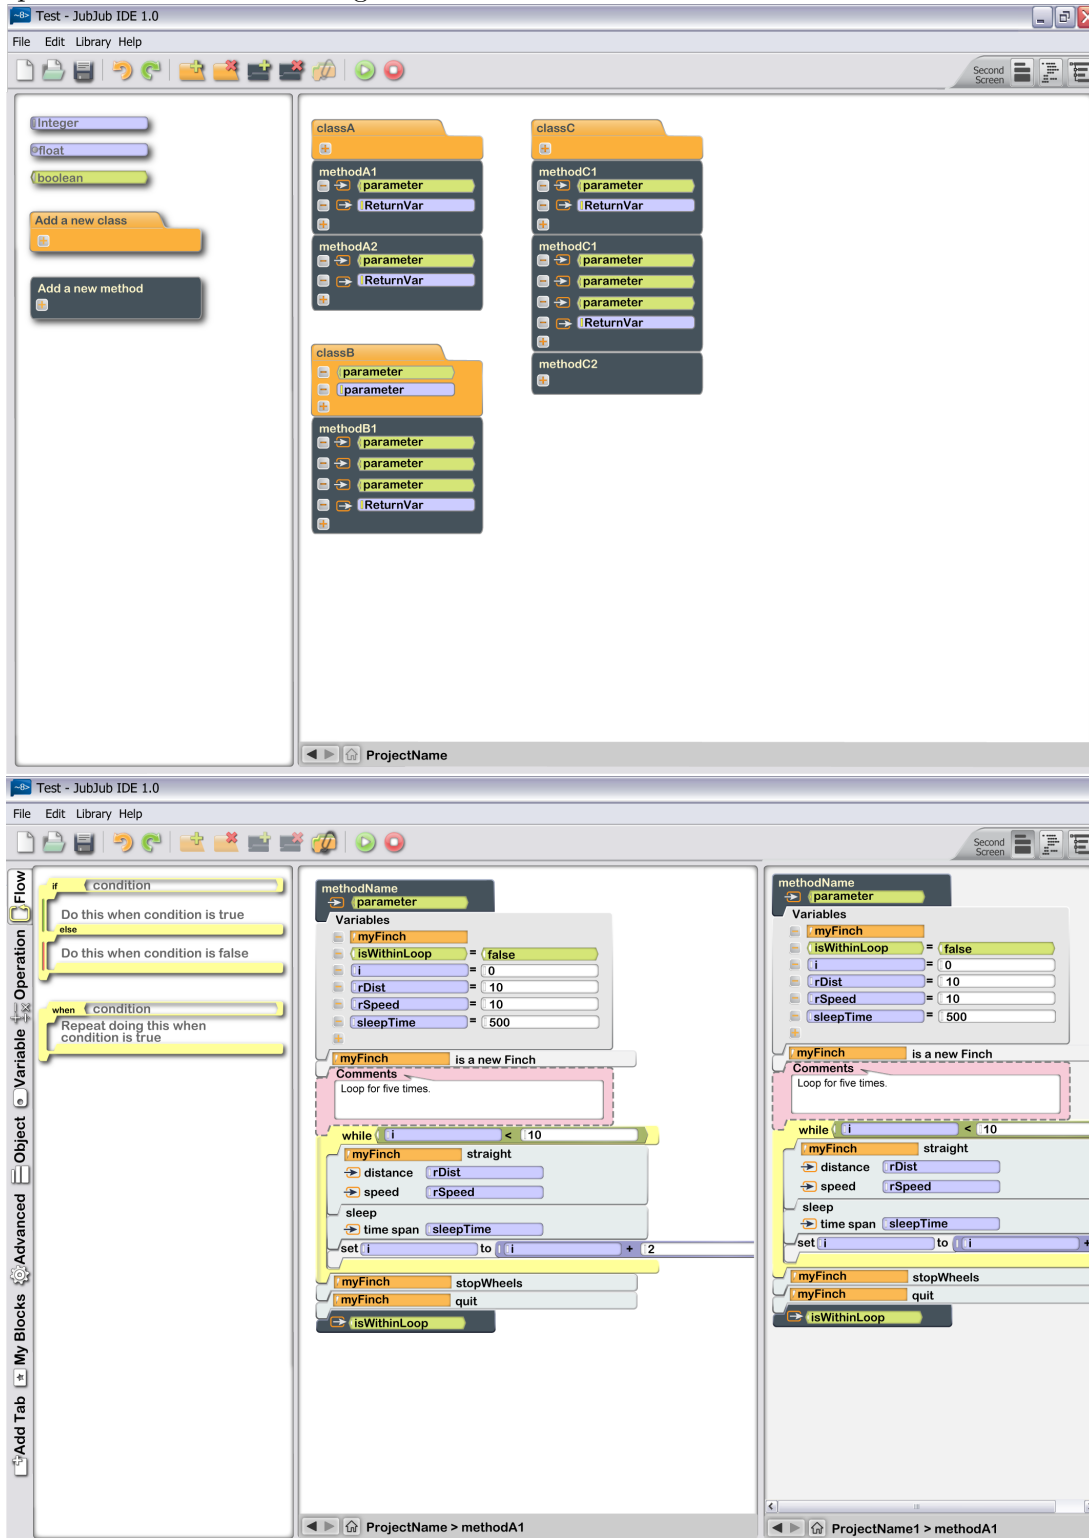 Test - JubJub IDE 1.0
File Edit Library Help
Second Screen
Integer
float
boolean
Add a new class
Add a new method
classA
methodA1
parameter
ReturnVar
methodA2
parameter
ReturnVar
classB
parameter
parameter
methodB1
parameter
parameter
parameter
ReturnVar
classC
methodC1
parameter
ReturnVar
methodC1
parameter
parameter
parameter
ReturnVar
methodC2
ProjectName
Test - JubJub IDE 1.0
File Edit Library Help
Second Screen
Flow
Operation
Variable
Object
Advanced
My Blocks
Add Tab
if condition
Do this when condition is true
else
Do this when condition is false
when condition
Repeat doing this when
condition is true
methodName
parameter
Variables
myFinch
isWithinLoop = false
i = 0
rDist = 10
rSpeed = 10
sleepTime = 500
myFinch is a new Finch
Comments
Loop for five times.
while i < 10
myFinch straight
distance rDist
speed rSpeed
sleep
time span sleepTime
set i to i + 2
myFinch stopWheels
myFinch quit
isWithinLoop
ProjectName > methodA1
methodName
parameter
Variables
myFinch
isWithinLoop = false
i = 0
rDist = 10
rSpeed = 10
sleepTime = 500
myFinch is a new Finch
Comments
Loop for five times.
while i < 10
myFinch straight
distance rDist
speed rSpeed
sleep
time span sleepTime
set i to i +
myFinch stopWheels
myFinch quit
isWithinLoop
ProjectName1 > methodA1